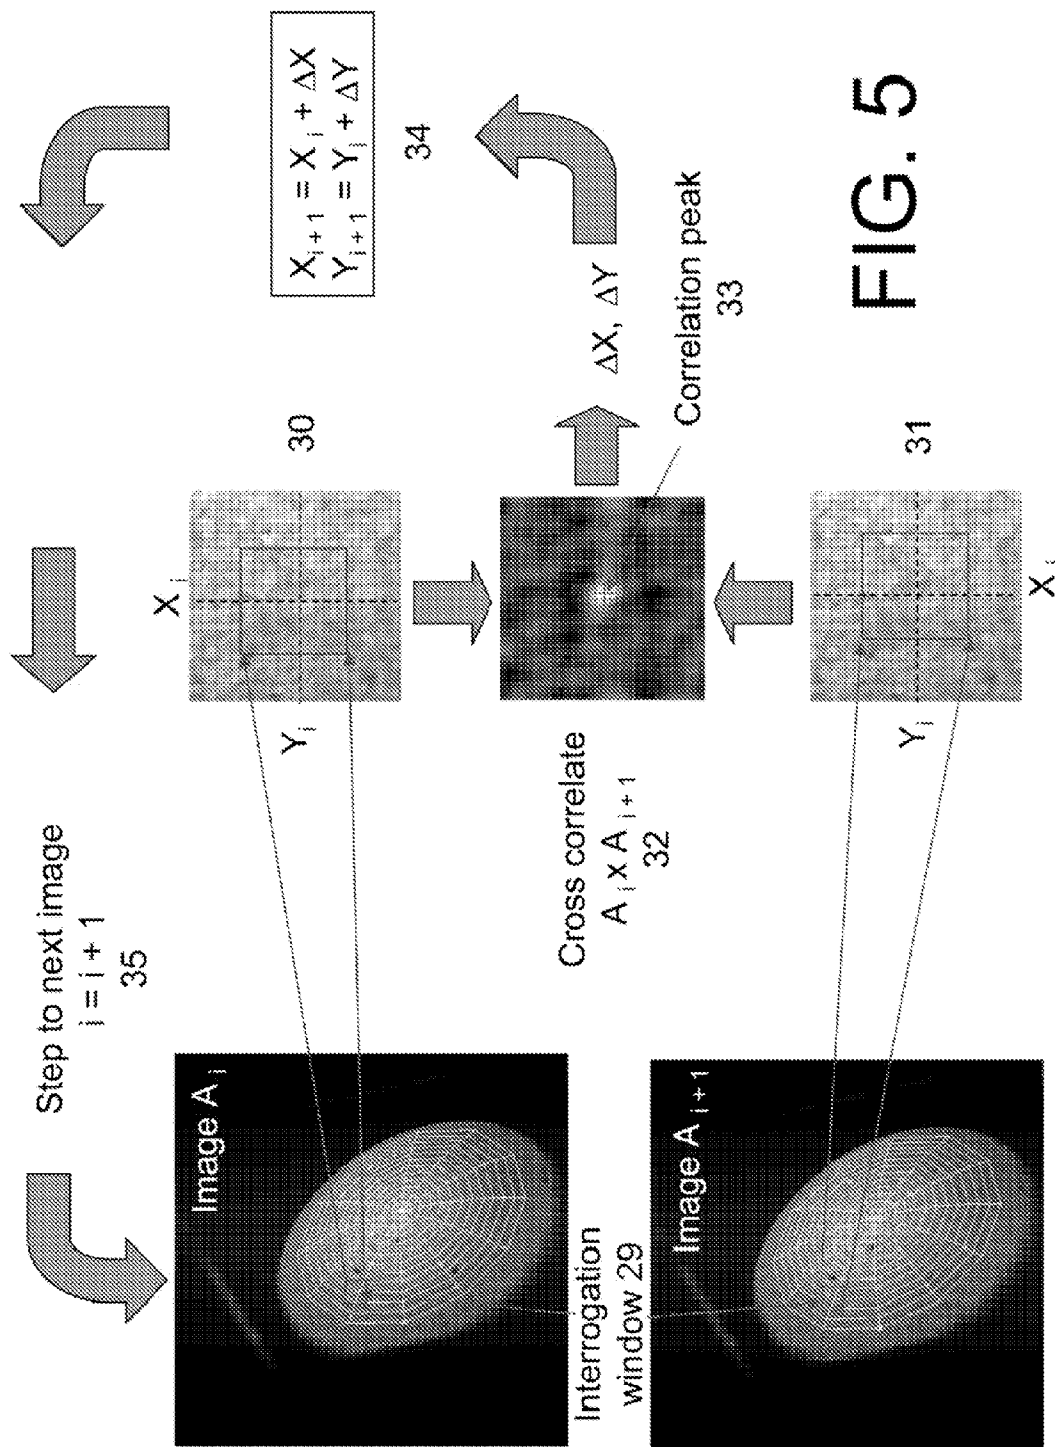 Step to next image
i = i + 1
35
Image A i
X i
Y i
30
X i + 1 = X i + ΔX
Y i + 1 = Y i + ΔY
34
Interrogation
window 29
Cross correlate
A i x A i + 1
32
ΔX, ΔY
Correlation peak
33
Image A i + 1
Y i
X i
31
FIG. 5